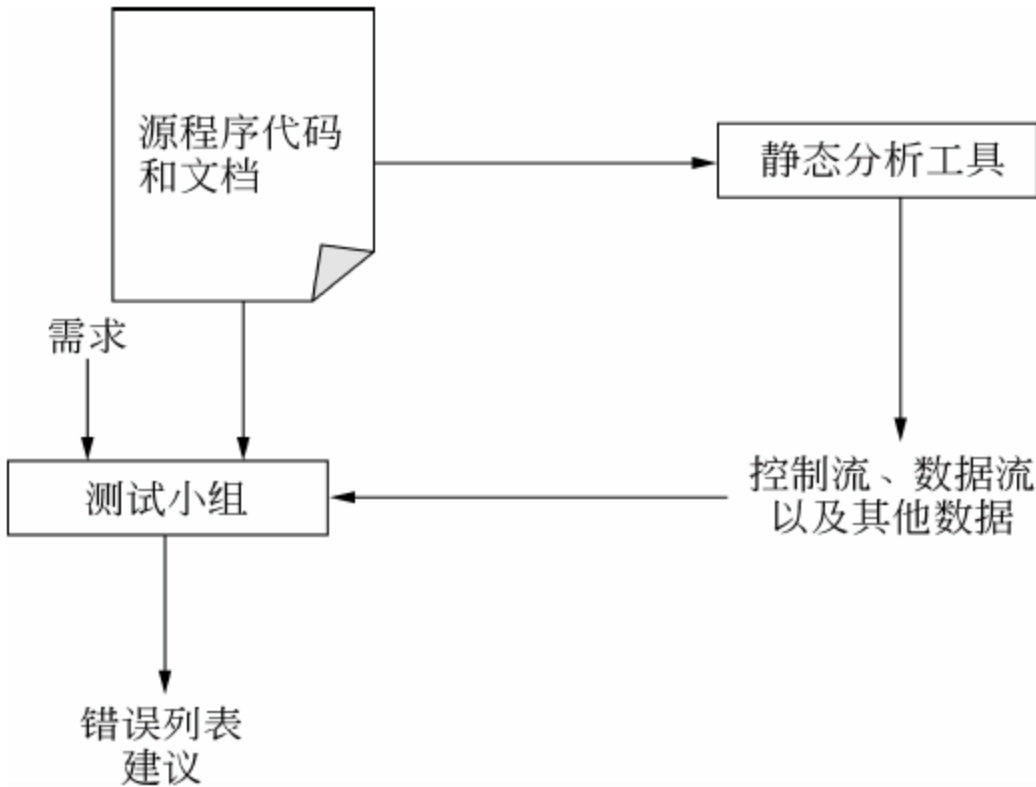 源程序代码
和文档
静态分析工具
需求
控制流、数据流
以及其他数据
测试小组
错误列表
建议